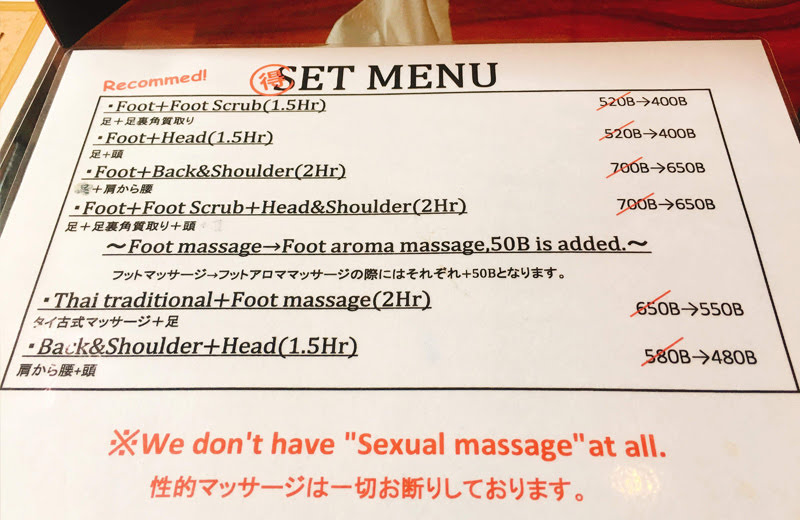 Recommed!
得 SET MENU
・Foot+Foot Scrub(1.5Hr) 520B→400B
足+足裏角質取り
・Foot+Head(1.5Hr) 520B→400B
足+頭
・Foot+Back&Shoulder(2Hr) 700B→650B
+肩から腰
・Foot+Foot Scrub+Head&Shoulder(2Hr) 700B→650B
足+足裏角質取り+頭
～Foot massage→Foot aroma massage,50B is added.～
フットマッサージ→フットアロママッサージの際にはそれぞれ+50Bとなります。
・Thai traditional+Foot massage(2Hr) 650B→550B
タイ古式マッサージ+足
・Back&Shoulder+Head(1.5Hr) 580B→480B
肩から腰+頭
※We don't have "Sexual massage"at all.
性的マッサージは一切お断りしております。